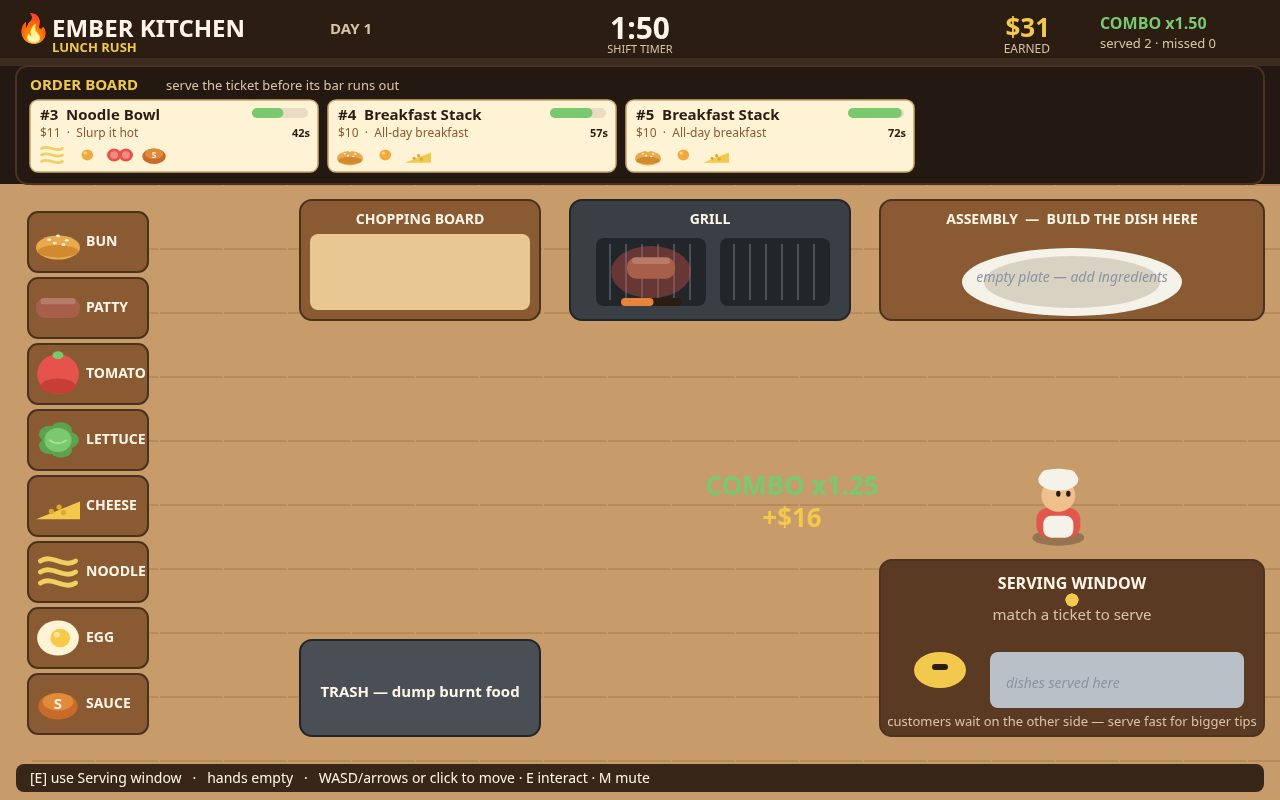 EMBER KITCHEN
LUNCH RUSH
DAY 1
1:50
SHIFT TIMER
$31
EARNED
COMBO x1.50
served 2 · missed 0
ORDER BOARD
serve the ticket before its bar runs out
#3 Noodle Bowl
$11 · Slurp it hot
42s
S
#4 Breakfast Stack
$10 · All-day breakfast
57s
#5 Breakfast Stack
$10 · All-day breakfast
72s
BUN
PATTY
TOMATO
LETTUCE
CHEESE
NOODLE
EGG
SAUCE
S
CHOPPING BOARD
GRILL
ASSEMBLY — BUILD THE DISH HERE
empty plate — add ingredients
COMBO x1.25
+$16
TRASH — dump burnt food
SERVING WINDOW
match a ticket to serve
dishes served here
customers wait on the other side — serve fast for bigger tips
[E] use Serving window · hands empty · WASD/arrows or click to move · E interact · M mute